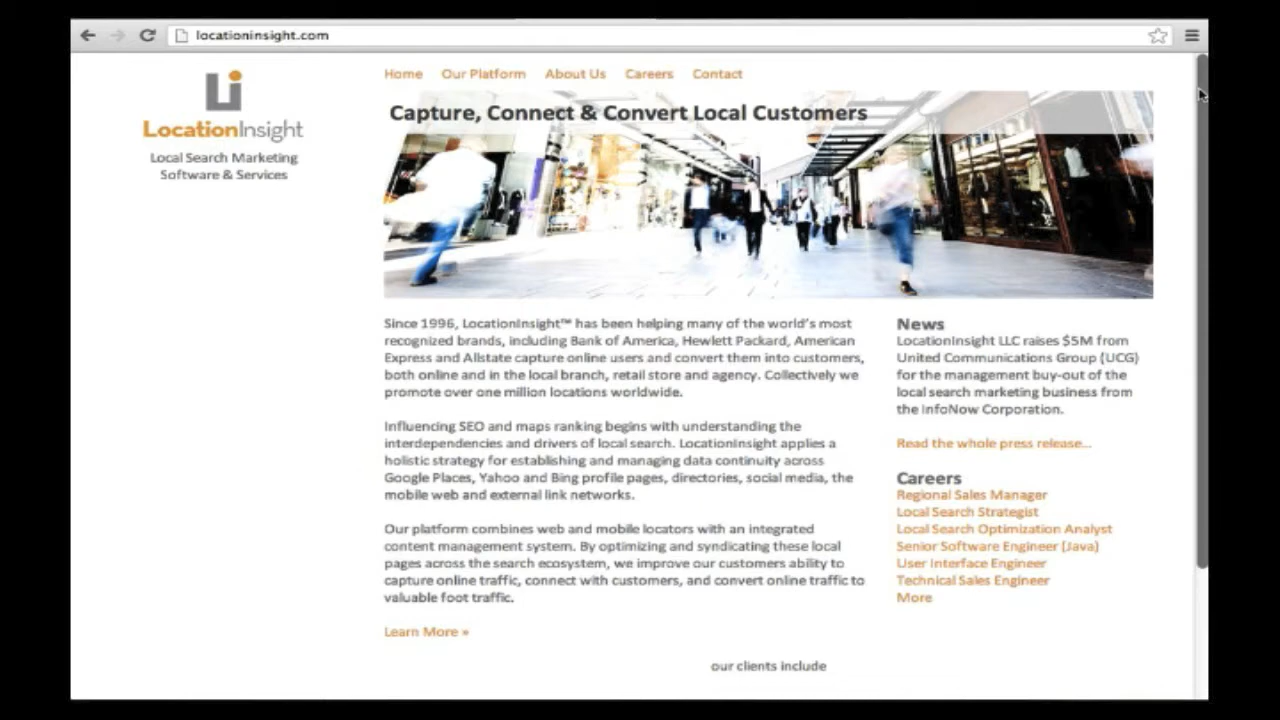 locationinsight.com
Li
LocationInsight
Local Search Marketing
Software & Services
Home Our Platform About Us Careers Contact
Capture, Connect & Convert Local Customers
Since 1996, LocationInsight™ has been helping many of the world's most
recognized brands, including Bank of America, Hewlett Packard, American
Express and Allstate capture online users and convert them into customers,
both online and in the local branch, retail store and agency. Collectively we
promote over one million locations worldwide.
Influencing SEO and maps ranking begins with understanding the
interdependencies and drivers of local search. LocationInsight applies a
holistic strategy for establishing and managing data continuity across
Google Places, Yahoo and Bing profile pages, directories, social media, the
mobile web and external link networks.
Our platform combines web and mobile locators with an integrated
content management system. By optimizing and syndicating these local
pages across the search ecosystem, we improve our customers ability to
capture online traffic, connect with customers, and convert online traffic to
valuable foot traffic.
Learn More »
News
LocationInsight LLC raises $5M from
United Communications Group (UCG)
for the management buy-out of the
local search marketing business from
the InfoNow Corporation.
Read the whole press release...
Careers
Regional Sales Manager
Local Search Strategist
Local Search Optimization Analyst
Senior Software Engineer (Java)
User Interface Engineer
Technical Sales Engineer
More
our clients include